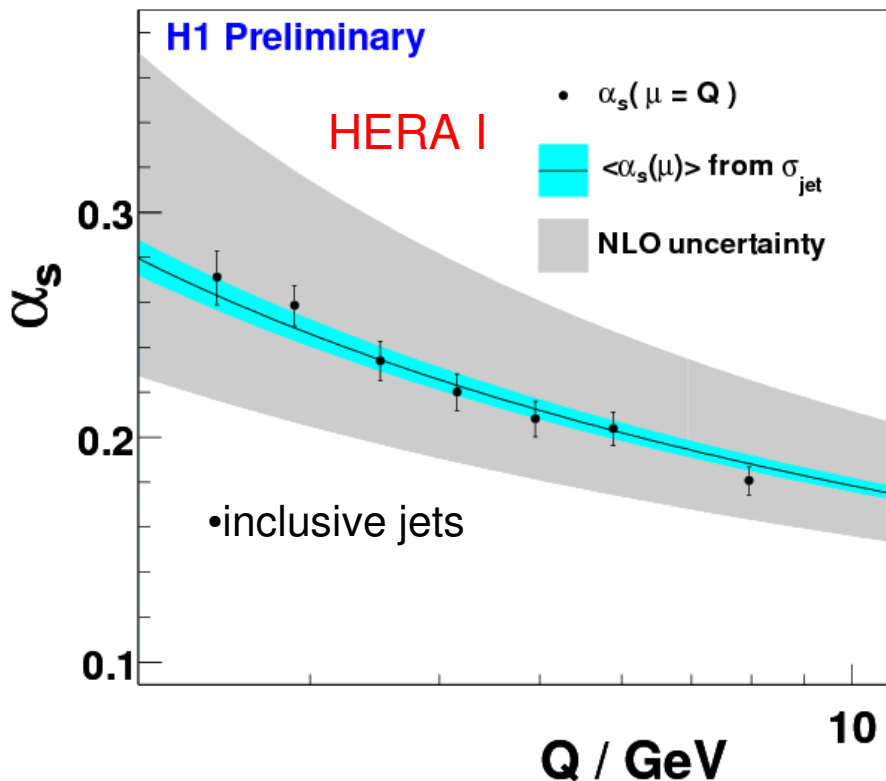 H1 Preliminary
HERA I
αs( μ = Q )
<αs(μ)> from σjet
NLO uncertainty
0.3
0.2
0.1
αs
•inclusive jets
10
Q / GeV